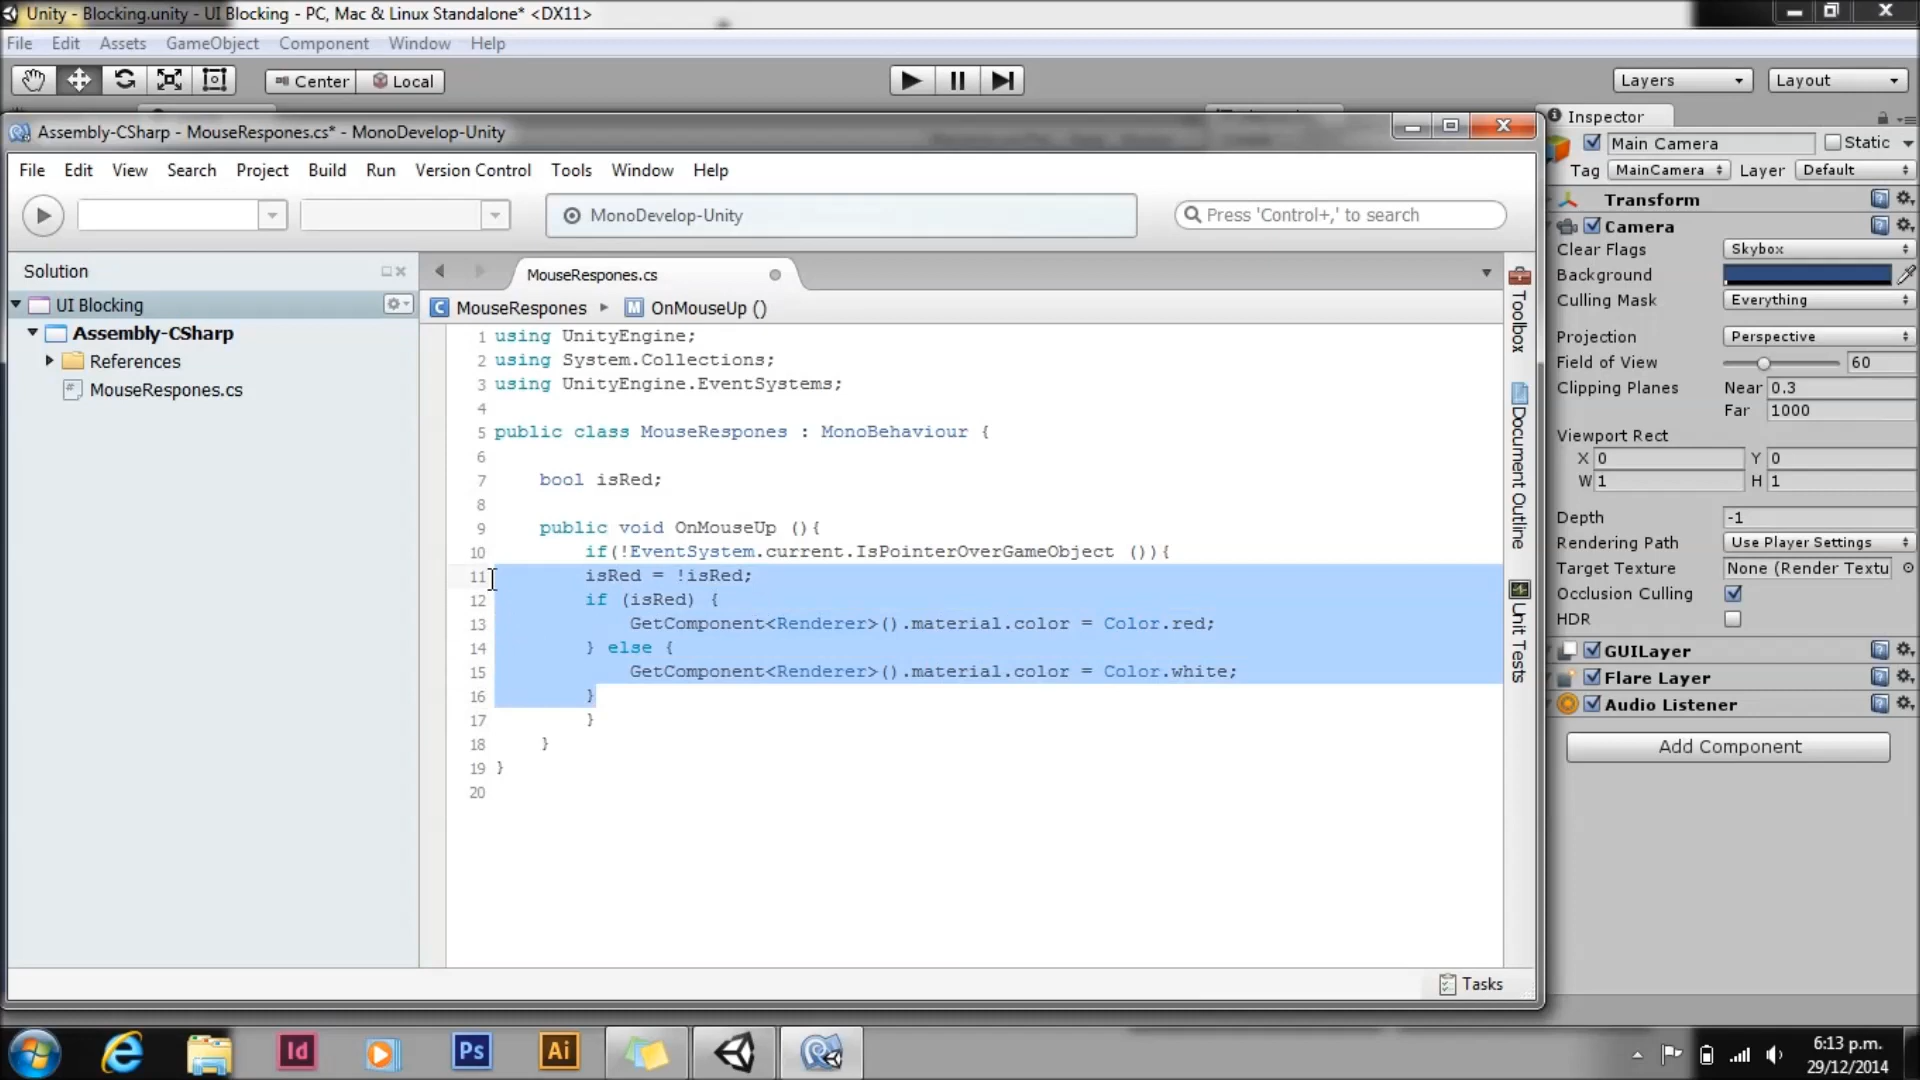 Unity - Blocking.unity - UI Blocking - PC, Mac & Linux Standalone* <DX11>
File Edit Assets GameObject Component Window Help
Center Local Layers Layout
Assembly-CSharp - MouseRespones.cs* - MonoDevelop-Unity
File Edit View Search Project Build Run Version Control Tools Window Help
MonoDevelop-Unity
Press 'Control+,' to search
Solution
UI Blocking
Assembly-CSharp
References
MouseRespones.cs
MouseRespones.cs
MouseRespones OnMouseUp ()
1 using UnityEngine;
2 using System.Collections;
3 using UnityEngine.EventSystems;
4
5 public class MouseRespones : MonoBehaviour {
6
7 bool isRed;
8
9 public void OnMouseUp (){
10 if(!EventSystem.current.IsPointerOverGameObject ()){
11 isRed = !isRed;
12 if (isRed) {
13 GetComponent<Renderer>().material.color = Color.red;
14 } else {
15 GetComponent<Renderer>().material.color = Color.white;
16 }
17 }
18 }
19 }
20
Toolbox
Document Outline
Unit Tests
Tasks
Inspector
Main Camera Static
Tag MainCamera Layer Default
Transform
Camera
Clear Flags Skybox
Background
Culling Mask Everything
Projection Perspective
Field of View 60
Clipping Planes Near 0.3
Far 1000
Viewport Rect
X 0 Y 0
W 1 H 1
Depth -1
Rendering Path Use Player Settings
Target Texture None (Render Textu
Occlusion Culling
HDR
GUILayer
Flare Layer
Audio Listener
Add Component
Id Ps Ai
6:13 p.m.
29/12/2014